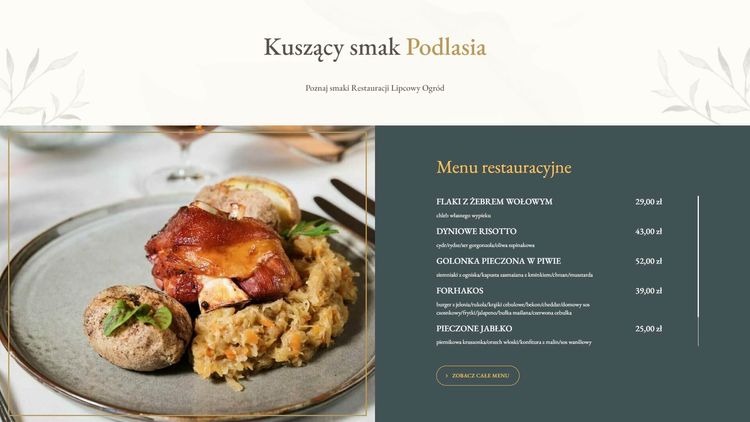 Kuszący smak Podlasia
Poznaj smaki Restauracji Lipcowy Ogród
Menu restauracyjne
FLAKI Z ŻEBREM WOŁOWYM 29,00 zł
chleb własnego wypieku
DYNIOWE RISOTTO 43,00 zł
cydr/rydze/ser gorgonzola/oliwa szpinakowa
GOLONKA PIECZONA W PIWIE 52,00 zł
ziemniaki z ogniska/kapusta zasmażana z kminkiem/chrzan/musztarda
FORHAKOS 39,00 zł
burger z jelenia/rukola/krążki cebulowe/bekon/cheddar/domowy sos
czosnkowy/frytki/jalapeno/bułka maślana/czerwona cebulka
PIECZONE JABŁKO 25,00 zł
piernikowa kruszonka/orzech włoski/konfitura z malin/sos waniliowy
ZOBACZ CAŁE MENU